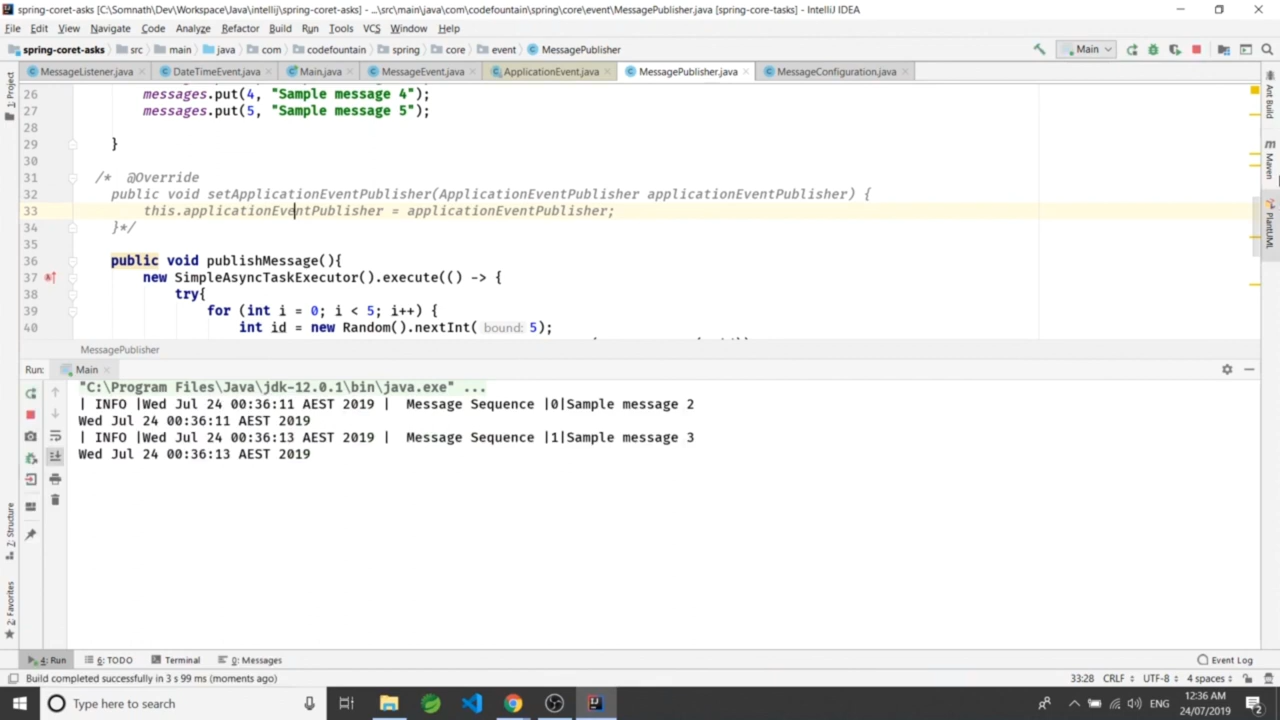 spring-coret-asks [C:\Somnath\Dev\Workspace\Java\intellij\spring-coret-asks] - ...\src\main\java\com\codefountain\spring\core\event\MessagePublisher.java [spring-core-tasks] - IntelliJ IDEA
File Edit View Navigate Code Analyze Refactor Build Run Tools VCS Window Help
spring-coret-asks src main java com codefountain spring core event MessagePublisher Main
MessageListener.java DateTimeEvent.java Main.java MessageEvent.java ApplicationEvent.java MessagePublisher.java MessageConfiguration.java
26 messages.put(4, "Sample message 4");
27 messages.put(5, "Sample message 5");
28
29 }
30
31 /* @Override
32 public void setApplicationEventPublisher(ApplicationEventPublisher applicationEventPublisher) {
33 this.applicationEventPublisher = applicationEventPublisher;
34 }*/
35
36 public void publishMessage(){
37 new SimpleAsyncTaskExecutor().execute(() -> {
38 try{
39 for (int i = 0; i < 5; i++) {
40 int id = new Random().nextInt( bound: 5);
MessagePublisher
Run: Main
"C:\Program Files\Java\jdk-12.0.1\bin\java.exe" ...
| INFO |Wed Jul 24 00:36:11 AEST 2019 | Message Sequence |0|Sample message 2
Wed Jul 24 00:36:11 AEST 2019
| INFO |Wed Jul 24 00:36:13 AEST 2019 | Message Sequence |1|Sample message 3
Wed Jul 24 00:36:13 AEST 2019
1: Project
7: Structure
2: Favorites
Ant Build
Maven
PlantUML
4: Run 6: TODO Terminal 0: Messages Event Log
Build completed successfully in 3 s 99 ms (moments ago) 33:28 CRLF UTF-8 4 spaces
Type here to search ENG 12:36 AM
24/07/2019 2